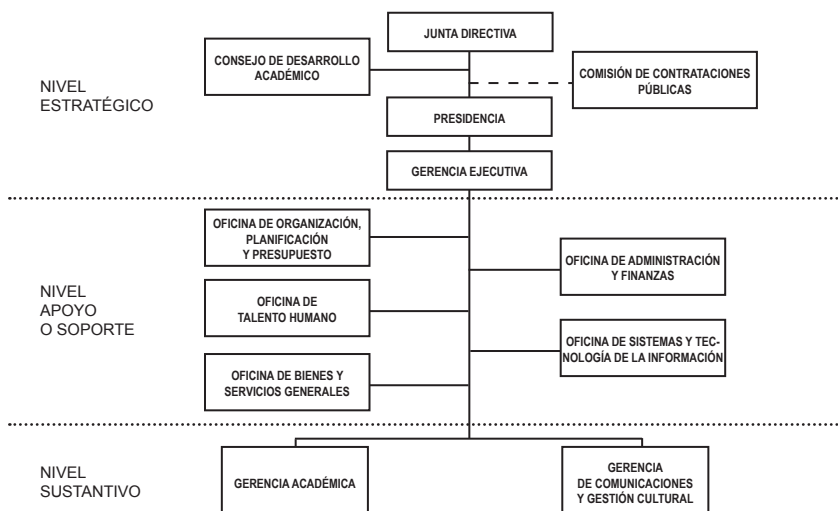 JUNTA DIRECTIVA
CONSEJO DE DESARROLLO
ACADÉMICO
COMISIÓN DE CONTRATACIONES
PÚBLICAS
NIVEL
ESTRATÉGICO
PRESIDENCIA
GERENCIA EJECUTIVA
OFICINA DE ORGANIZACIÓN,
PLANIFICACIÓN
Y PRESUPUESTO
OFICINA DE ADMINISTRACIÓN
Y FINANZAS
NIVEL
APOYO
O SOPORTE
OFICINA DE
TALENTO HUMANO
OFICINA DE SISTEMAS Y TEC-
NOLOGÍA DE LA INFORMACIÓN
OFICINA DE BIENES Y
SERVICIOS GENERALES
NIVEL
SUSTANTIVO
GERENCIA ACADÉMICA
GERENCIA
DE COMUNICACIONES
Y GESTIÓN CULTURAL